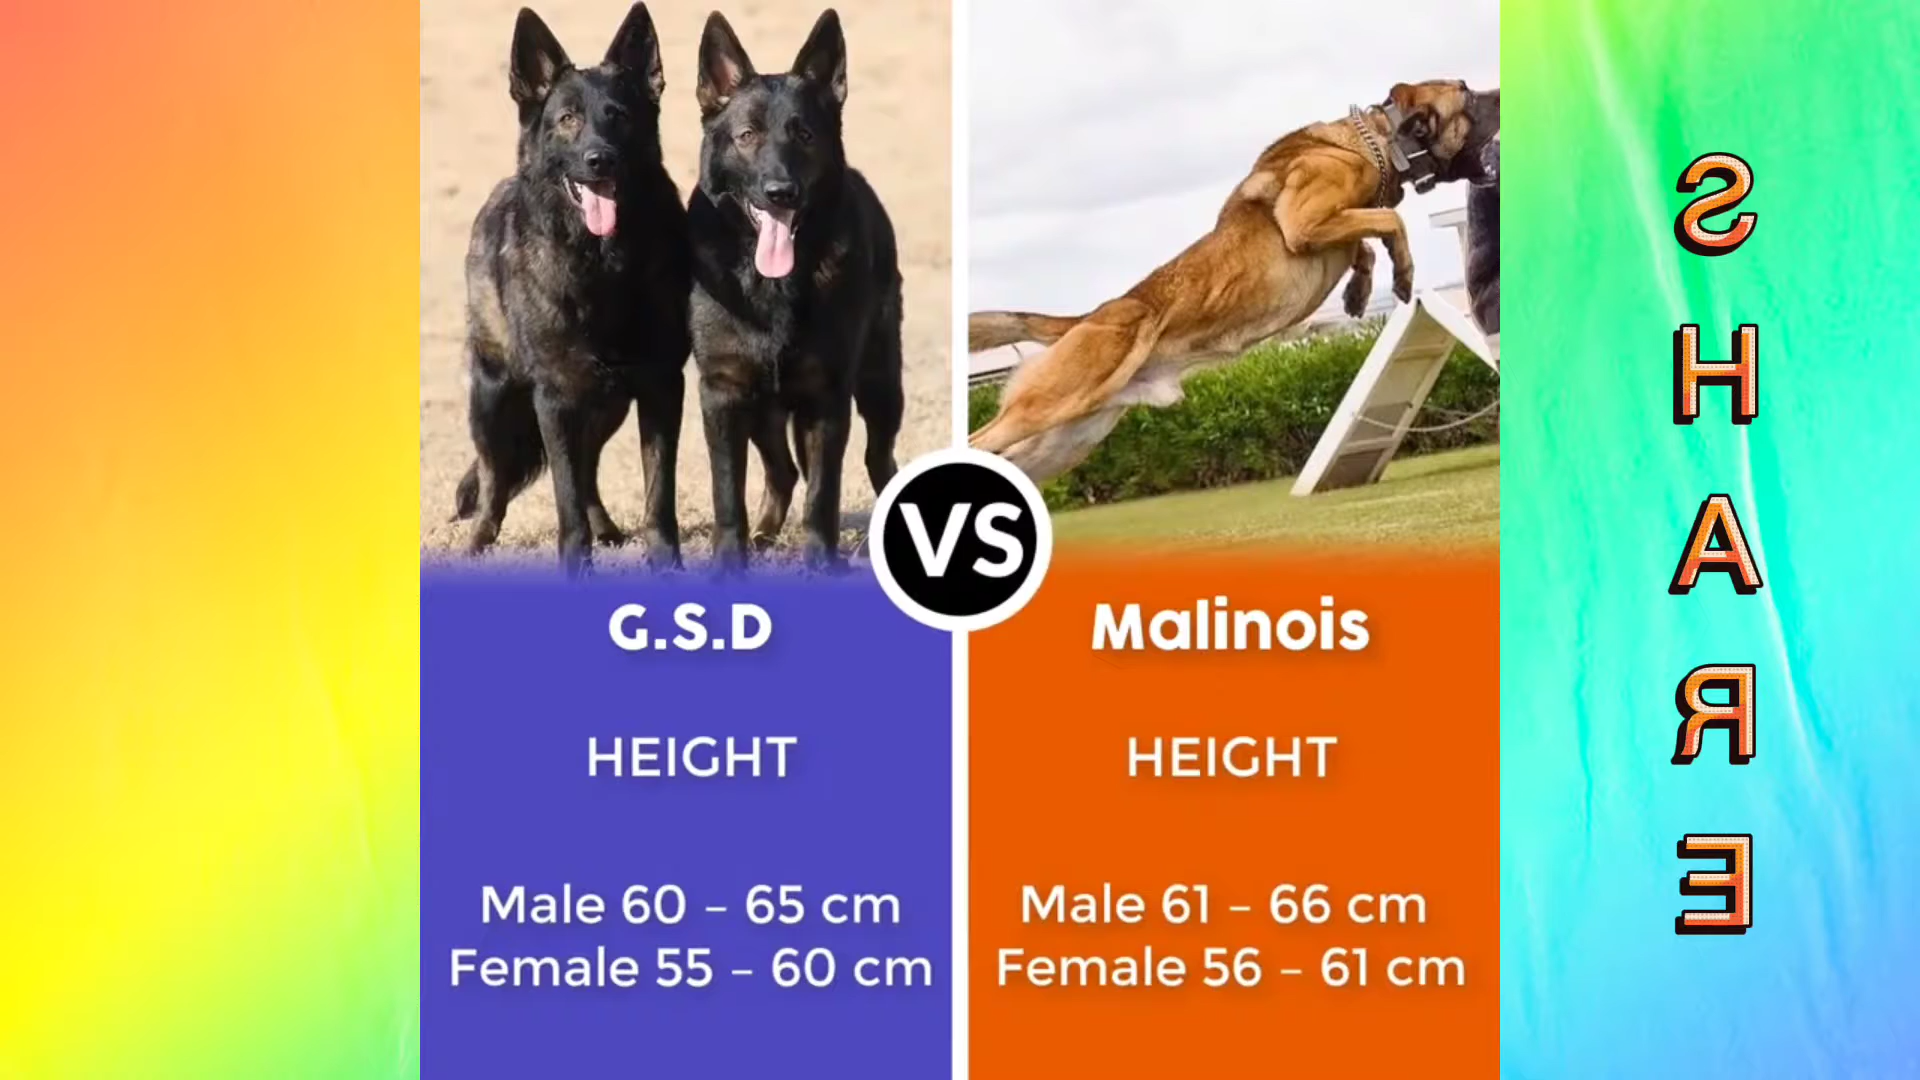 VS
G.S.D
HEIGHT
Male 60 – 65 cm
Female 55 – 60 cm
Malinois
HEIGHT
Male 61 – 66 cm
Female 56 – 61 cm
S
H
A
R
E